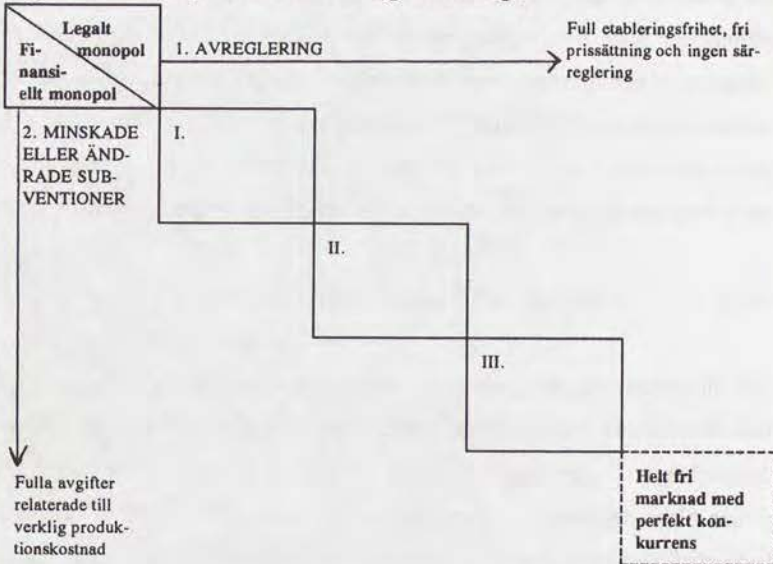 Legalt
monopol
Fi-
nansi-
ellt monopol
1. AVREGLERING
Full etableringsfrihet, fri
prissättning och ingen sär-
reglering
2. MINSKADE
ELLER ÄND-
RADE SUB-
VENTIONER
I.
II.
III.
Fulla avgifter
relaterade till
verklig produk-
tionskostnad
Helt fri
marknad med
perfekt kon-
kurrens